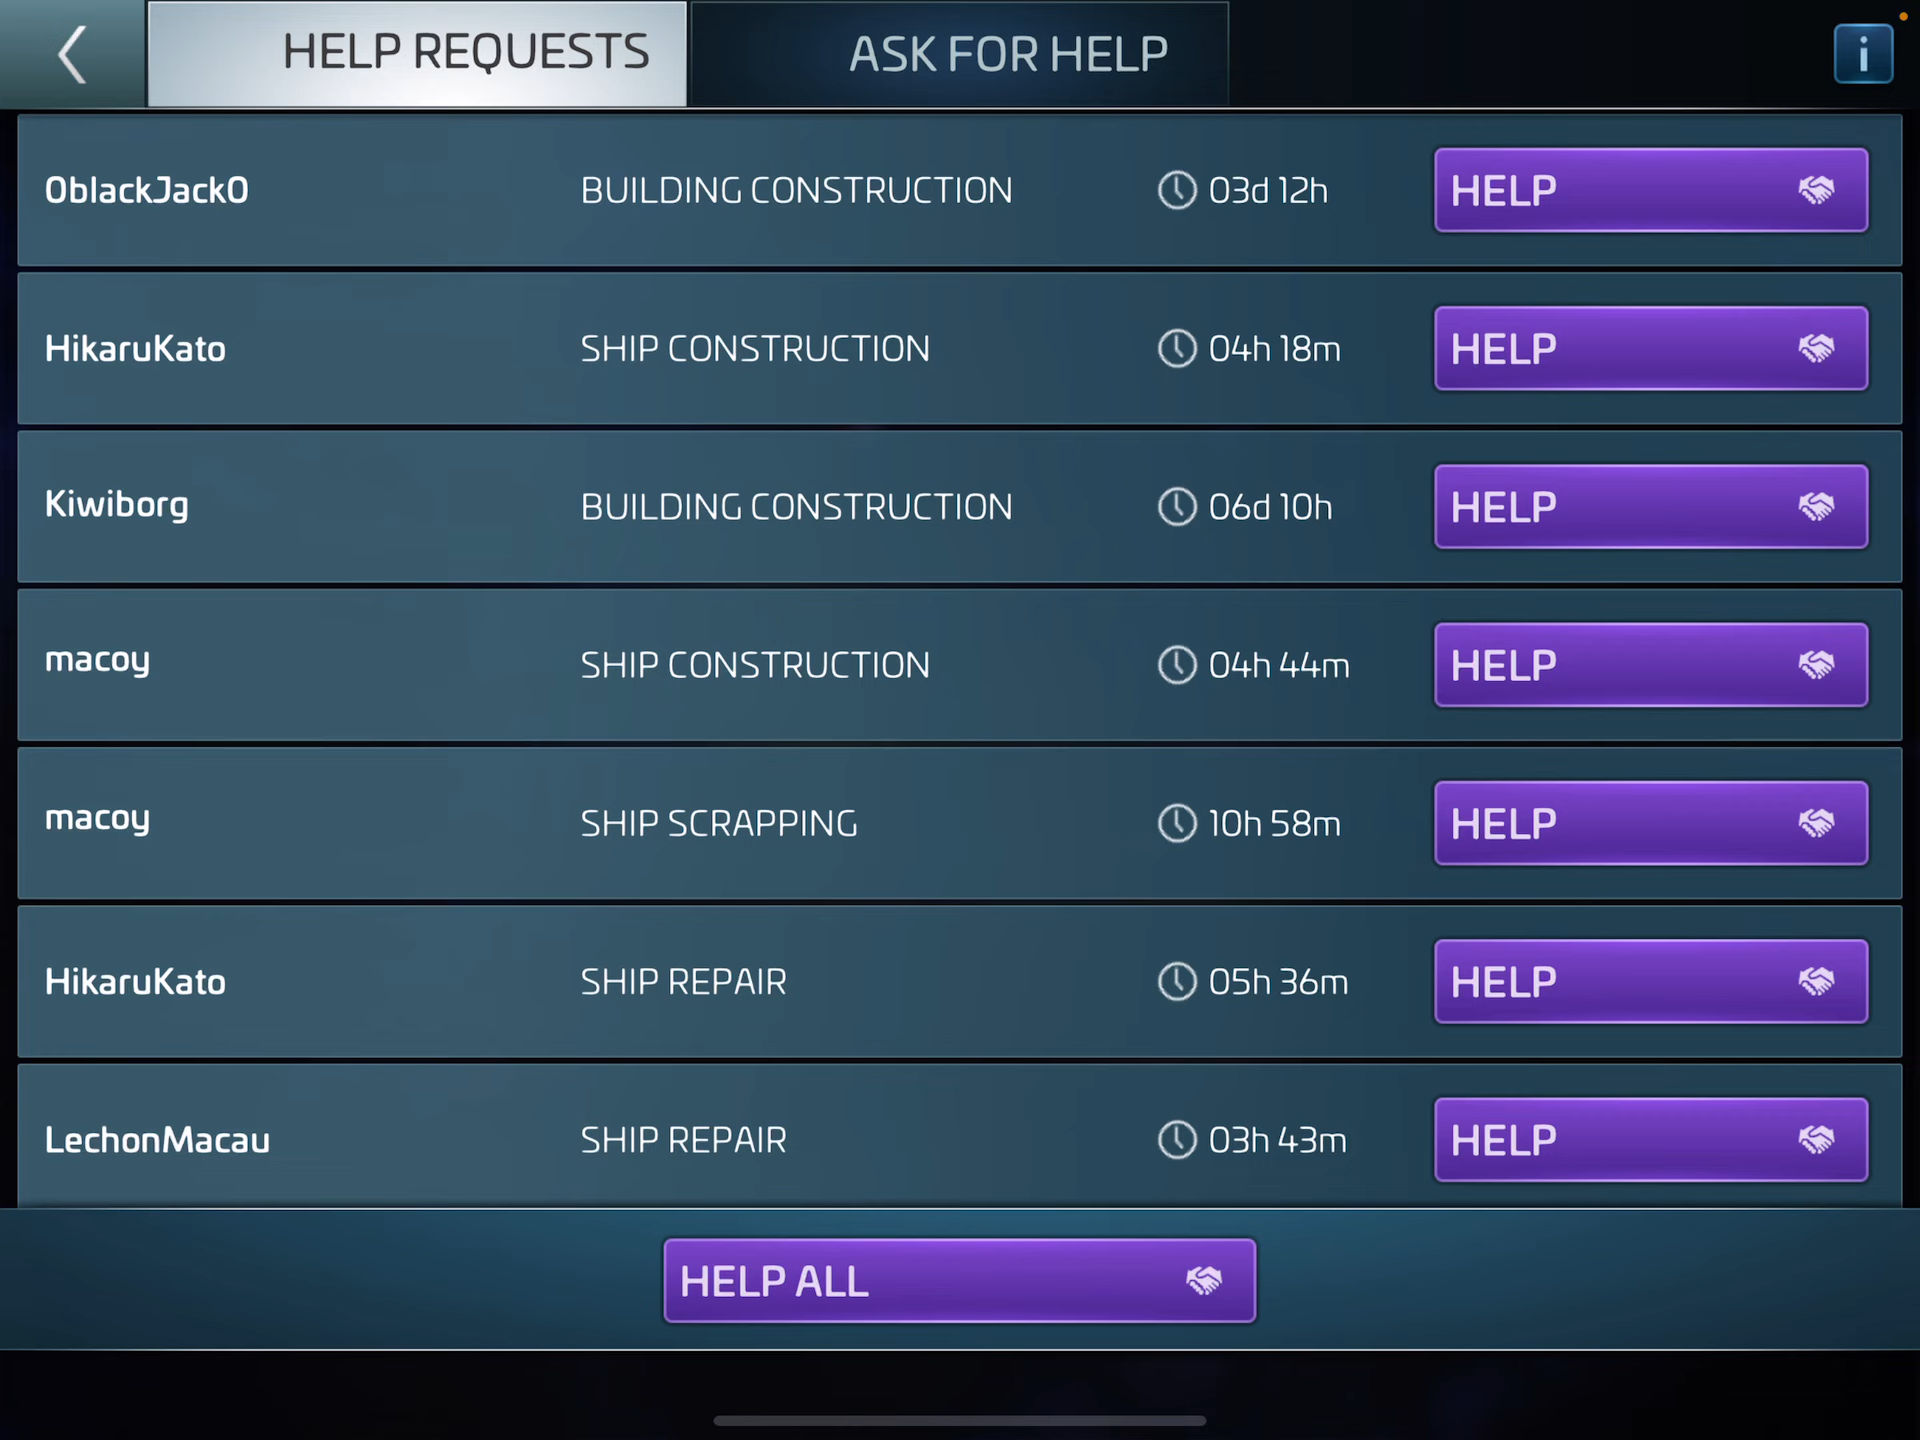 HELP REQUESTS
ASK FOR HELP
i
0blackJack0
BUILDING CONSTRUCTION
03d 12h
HELP
HikaruKato
SHIP CONSTRUCTION
04h 18m
HELP
Kiwiborg
BUILDING CONSTRUCTION
06d 10h
HELP
macoy
SHIP CONSTRUCTION
04h 44m
HELP
macoy
SHIP SCRAPPING
10h 58m
HELP
HikaruKato
SHIP REPAIR
05h 36m
HELP
LechonMacau
SHIP REPAIR
03h 43m
HELP
HELP ALL